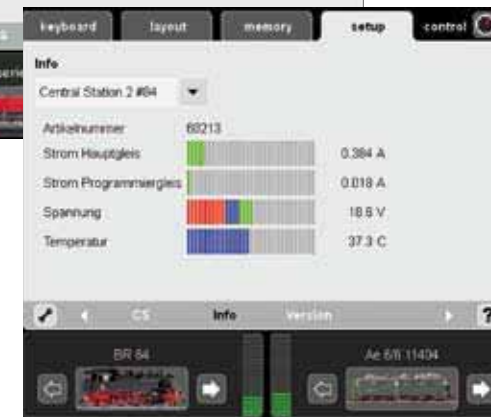 keyboard layout memory setup control
Info
Central Station 2 #84
Artikelnummer 60213
Strom Hauptgleis 0.384 A
Strom Programmiergleis 0.018 A
Spannung 18.6 V
Temperatur 37.3 C
CS Info Version ?
BR 64 Ae 6/6 11404